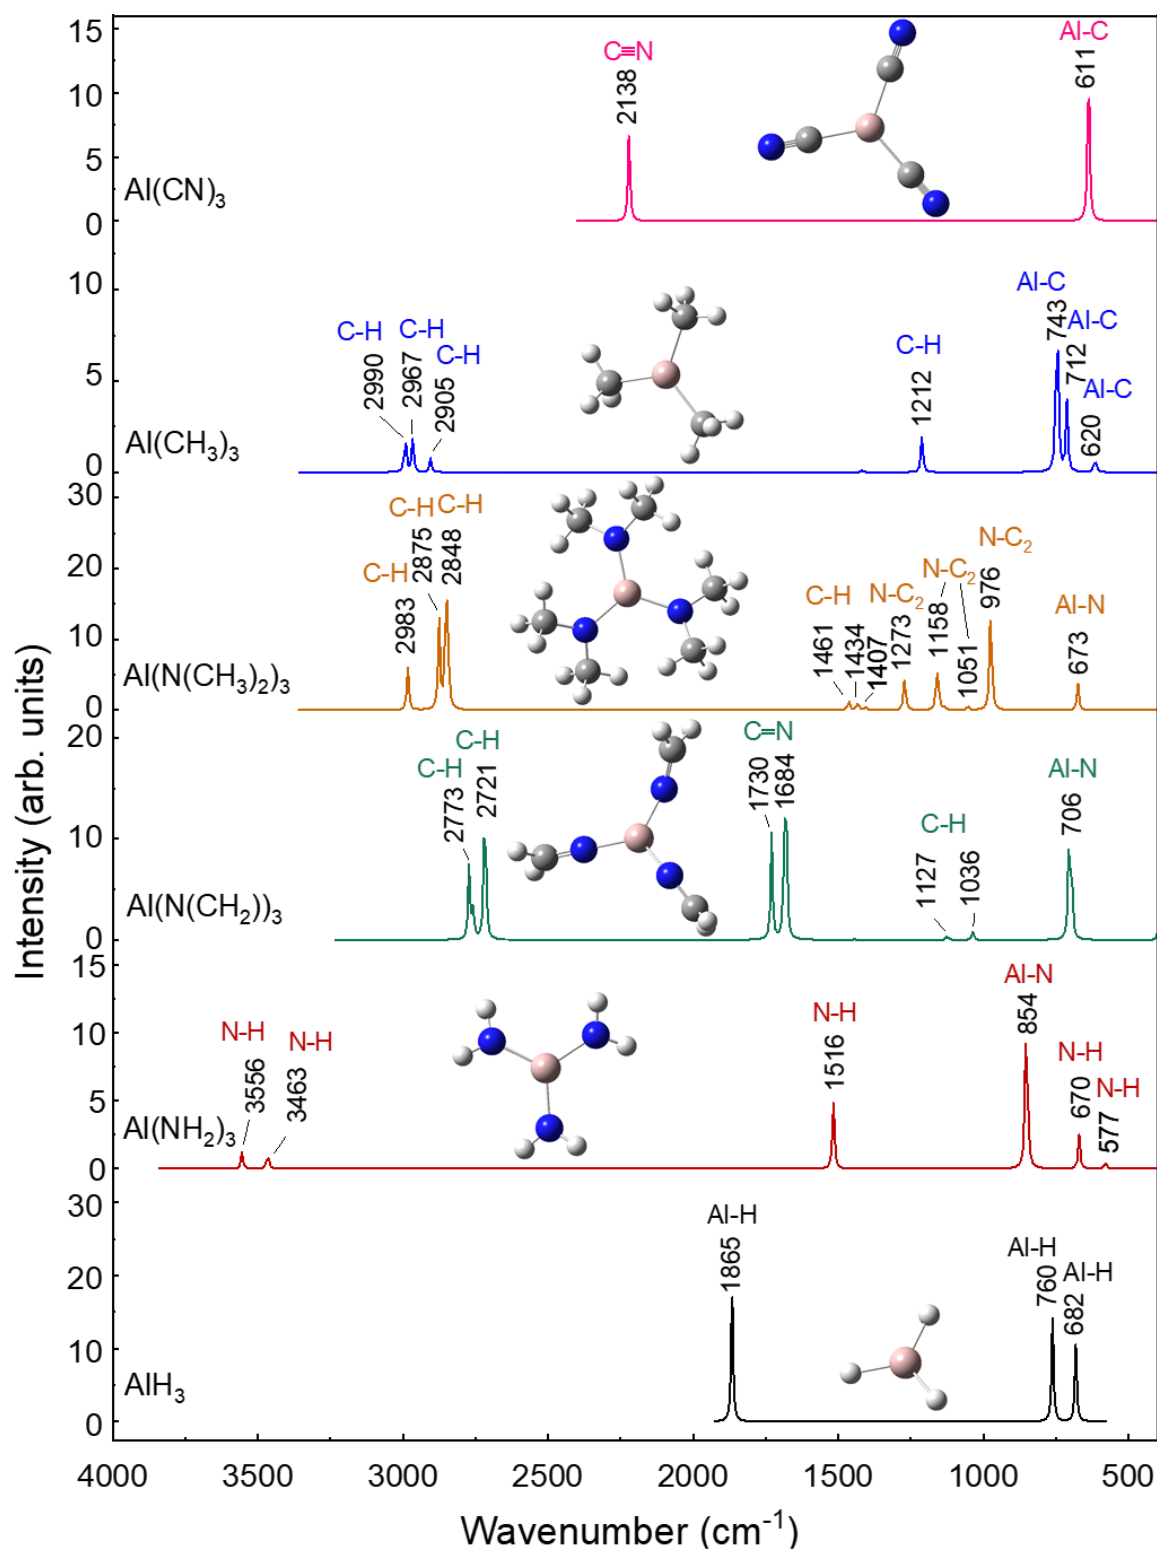 15
10
5
0
C≡N
2138
Al-C
611
Al(CN)3
10
5
0
C-H
2990
C-H
2967
C-H
2905
C-H
1212
Al-C
743
Al-C
712
Al-C
620
Al(CH3)3
30
20
10
0
C-H
2983
C-H
2875
C-H
2848
C-H
1461
1434
1407
N-C2
1273
N-C2
1158
1051
N-C2
976
Al-N
673
Al(N(CH3)2)3
20
10
0
C-H
2773
C-H
2721
C=N
1730
1684
C-H
1127
1036
Al-N
706
Al(N(CH2))3
15
10
5
0
N-H
3556
N-H
3463
N-H
1516
Al-N
854
N-H
670
N-H
577
Al(NH2)3
30
20
10
0
Al-H
1865
Al-H
760
Al-H
682
AlH3
Intensity (arb. units)
4000 3500 3000 2500 2000 1500 1000 500
Wavenumber (cm-1)